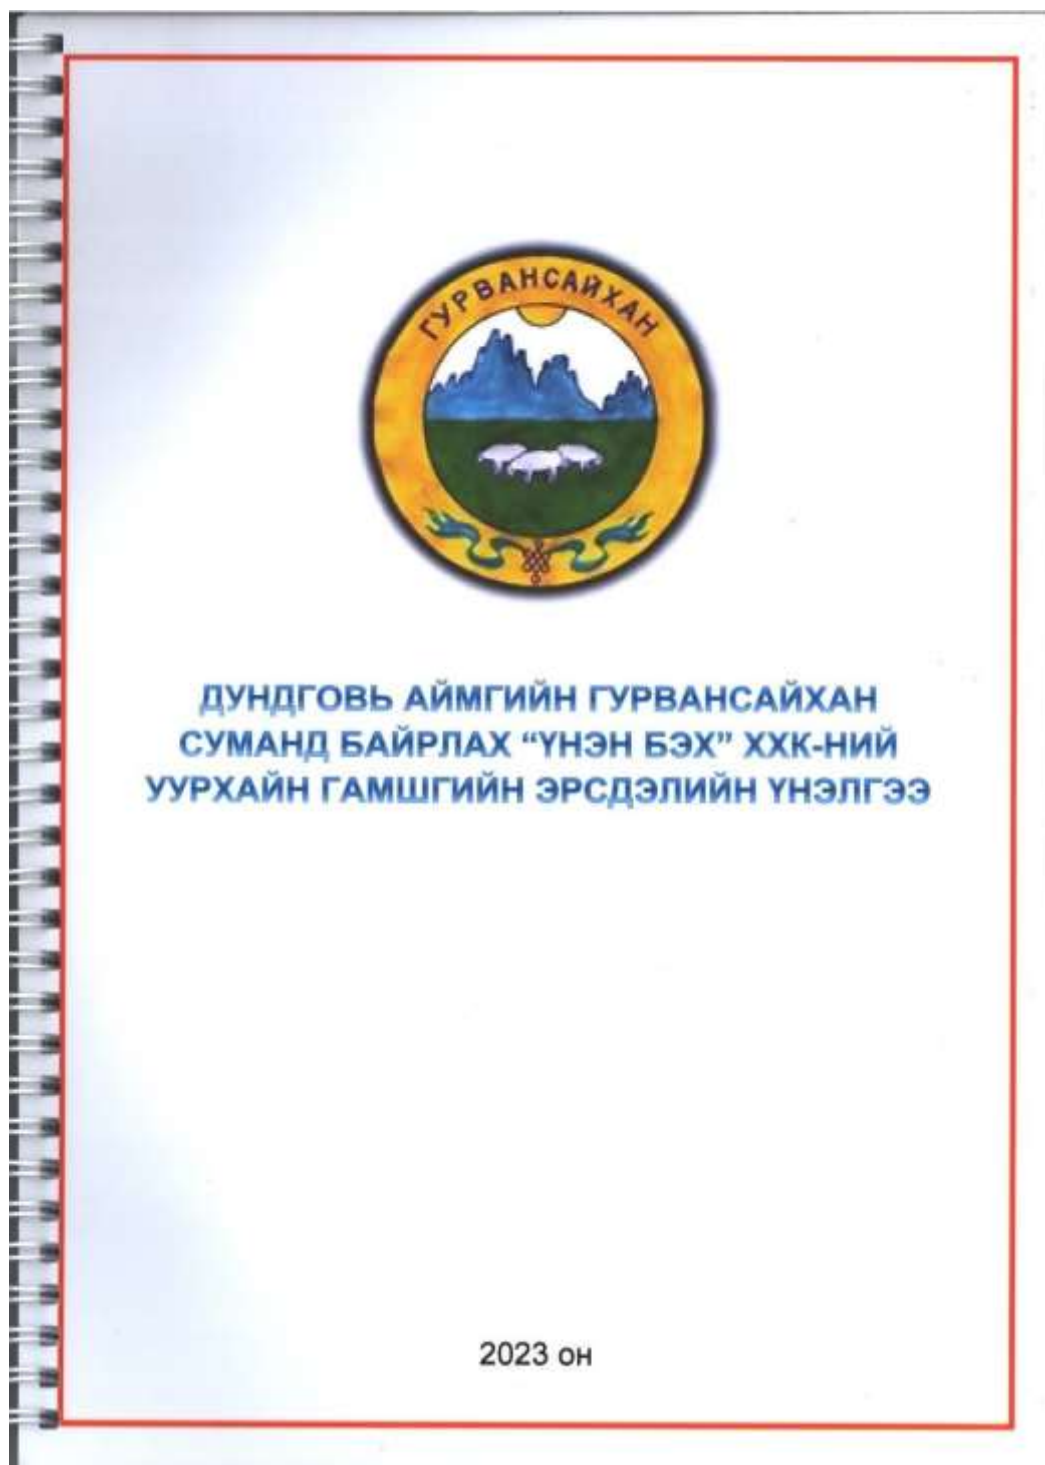 ГУРВАНСАЙХАН
ДУНДГОВЬ АЙМГИЙН ГУРВАНСАЙХАН
СУМАНД БАЙРЛАХ “ҮНЭН БЭХ” ХХК-НИЙ
УУРХАЙН ГАМШГИЙН ЭРСДЭЛИЙН ҮНЭЛГЭЭ
2023 он